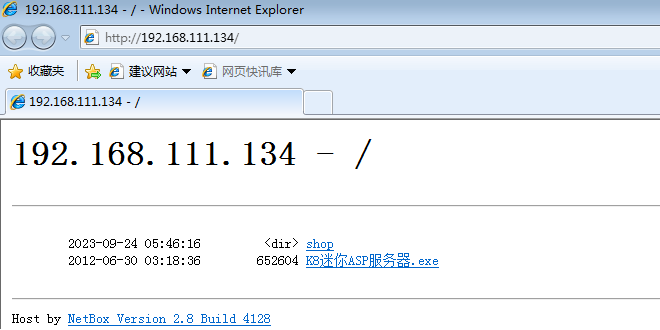 192.168.111.134 - / - Windows Internet Explorer
http://192.168.111.134/
收藏夹 建议网站 网页快讯库
192.168.111.134 - /
192.168.111.134 - /
2023-09-24 05:46:16 <dir> shop
2012-06-30 03:18:36 652604 K8迷你ASP服务器.exe
Host by NetBox Version 2.8 Build 4128